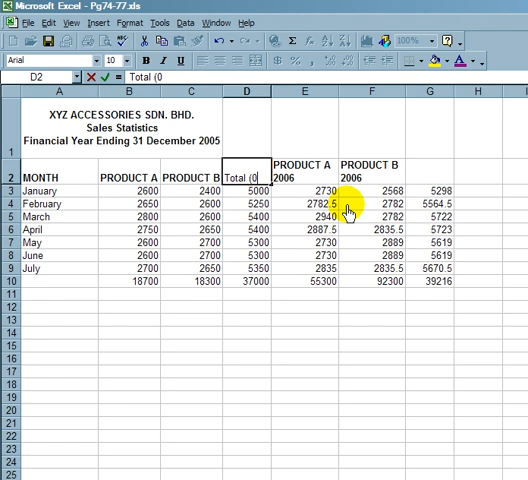 Microsoft Excel - Pg74-77.xls
File Edit View Insert Format Tools Data Window Help
100%
Arial 10 B I U $ % ,
D2 = Total (0
A B C D E F G H
1 XYZ ACCESSORIES SDN. BHD.
Sales Statistics
Financial Year Ending 31 December 2005
2 MONTH PRODUCT A PRODUCT B Total (0 PRODUCT A 2006 PRODUCT B 2006
3 January 2600 2400 5000 2730 2568 5298
4 February 2650 2600 5250 2782.5 2782 5564.5
5 March 2800 2600 5400 2940 2782 5722
6 April 2750 2650 5400 2887.5 2835.5 5723
7 May 2600 2700 5300 2730 2889 5619
8 June 2600 2700 5300 2730 2889 5619
9 July 2700 2650 5350 2835 2835.5 5670.5
10 18700 18300 37000 55300 92300 39216
11
12
13
14
15
16
17
18
19
20
21
22
23
24
25